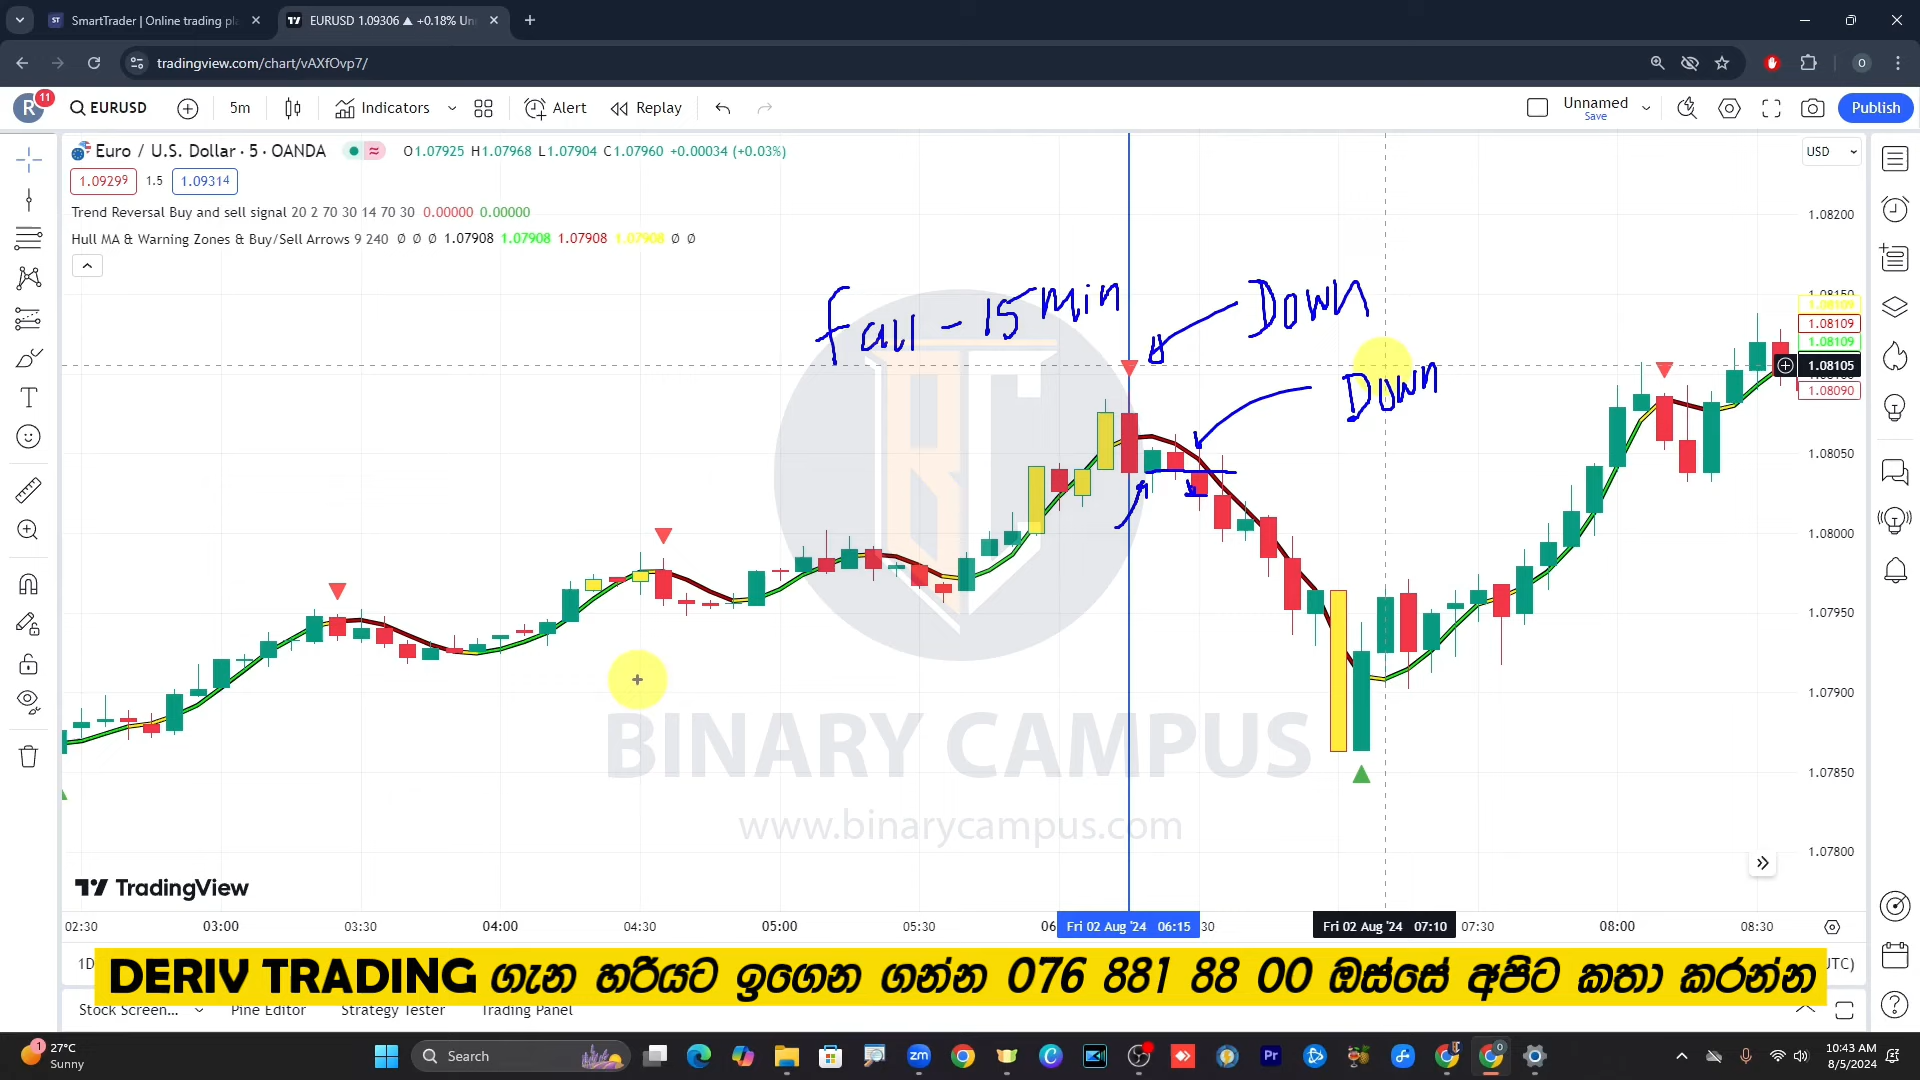 SmartTrader | Online trading pl
EURUSD 1.09306 ▲ +0.18% Un
tradingview.com/chart/vAXfOvp7/
R 11 EURUSD 5m Indicators Alert Replay Unnamed Save Publish
Euro / U.S. Dollar · 5 · OANDA O1.07925 H1.07968 L1.07904 C1.07960 +0.00034 (+0.03%) USD
1.09299 1.5 1.09314
Trend Reversal Buy and sell signal 20 2 70 30 14 70 30 0.00000 0.00000
Hull MA & Warning Zones & Buy/Sell Arrows 9 240 Ø Ø Ø 1.07908 1.07908 1.07908 1.07908 Ø Ø
1.08200
fall - 15 min
Down
Down
1.08150
1.08109
1.08109
1.08109
1.08105
1.08090
1.08050
1.08000
1.07950
1.07900
1.07850
1.07800
BINARY CAMPUS
www.binarycampus.com
TradingView
02:30 03:00 03:30 04:00 04:30 05:00 05:30 Fri 02 Aug '24 06:15 Fri 02 Aug '24 07:10 07:30 08:00 08:30
1D UTC)
DERIV TRADING ගැන හරියට ඉගෙන ගන්න 076 881 88 00 ඔස්සේ අපිට කතා කරන්න
Stock Screen... Pine Editor Strategy Tester Trading Panel
27°C
Sunny
Search
10:43 AM
8/5/2024